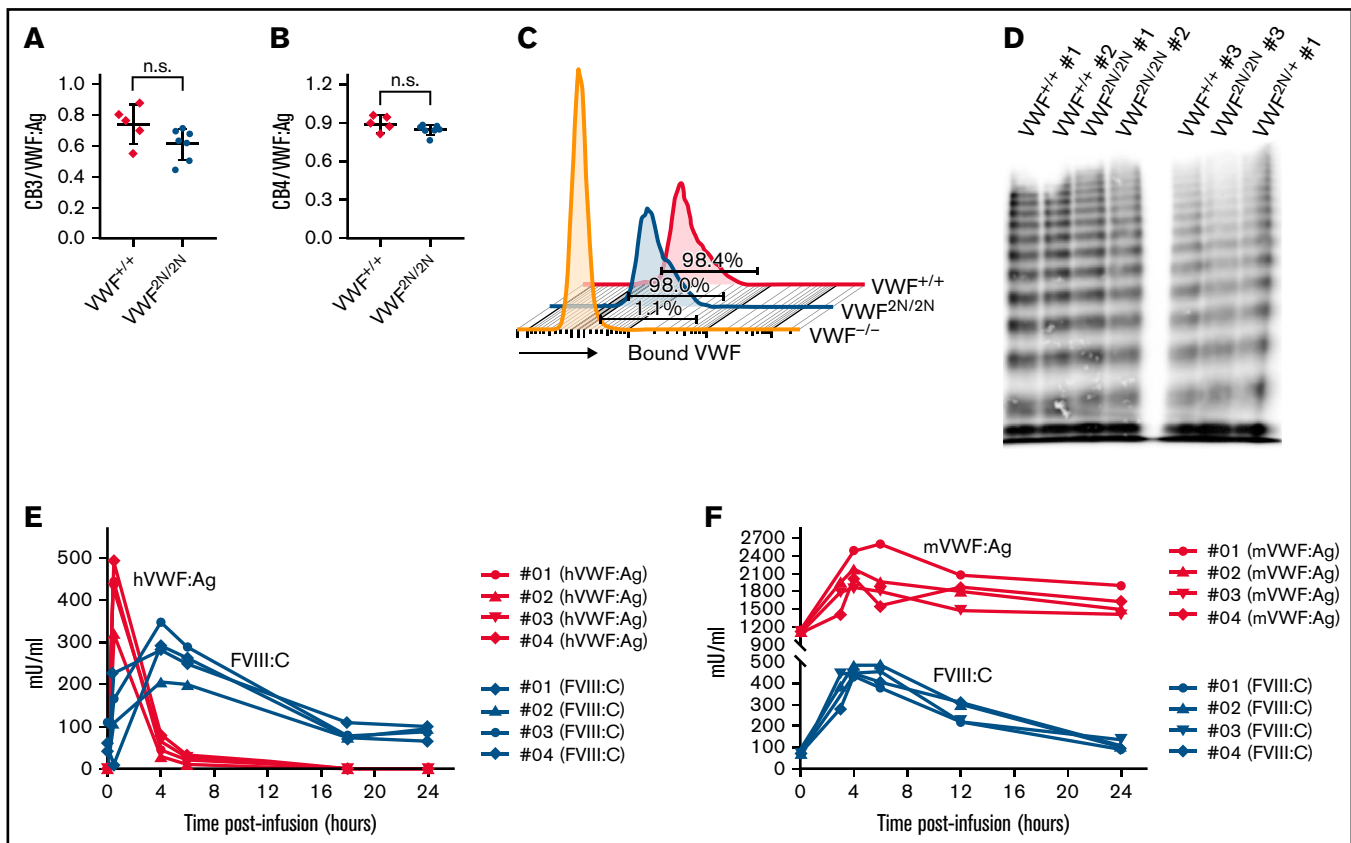 A
n.s.
CB3/VWF:Ag
1.0
0.8
0.6
0.4
0.2
0.0
VWF+/+
VWF2N/2N
B
n.s.
CB4/VWF:Ag
1.2
0.9
0.6
0.3
0.0
VWF+/+
VWF2N/2N
C
98.4%
98.0%
1.1%
VWF+/+
VWF2N/2N
VWF−/−
Bound VWF
D
VWF+/+ #1
VWF+/+ #2
VWF2N/2N #1
VWF2N/2N #2
VWF+/+ #3
VWF2N/2N #3
VWF2N/+ #1
E
mU/ml
500
400
300
200
100
0
hVWF:Ag
FVIII:C
0 4 8 12 16 20 24
Time post-infusion (hours)
#01 (hVWF:Ag)
#02 (hVWF:Ag)
#03 (hVWF:Ag)
#04 (hVWF:Ag)
#01 (FVIII:C)
#02 (FVIII:C)
#03 (FVIII:C)
#04 (FVIII:C)
F
mU/ml
2700
2400
2100
1800
1500
1200
900
500
400
300
200
100
0
mVWF:Ag
FVIII:C
0 4 8 12 16 20 24
Time post-infusion (hours)
#01 (mVWF:Ag)
#02 (mVWF:Ag)
#03 (mVWF:Ag)
#04 (mVWF:Ag)
#01 (FVIII:C)
#02 (FVIII:C)
#03 (FVIII:C)
#04 (FVIII:C)